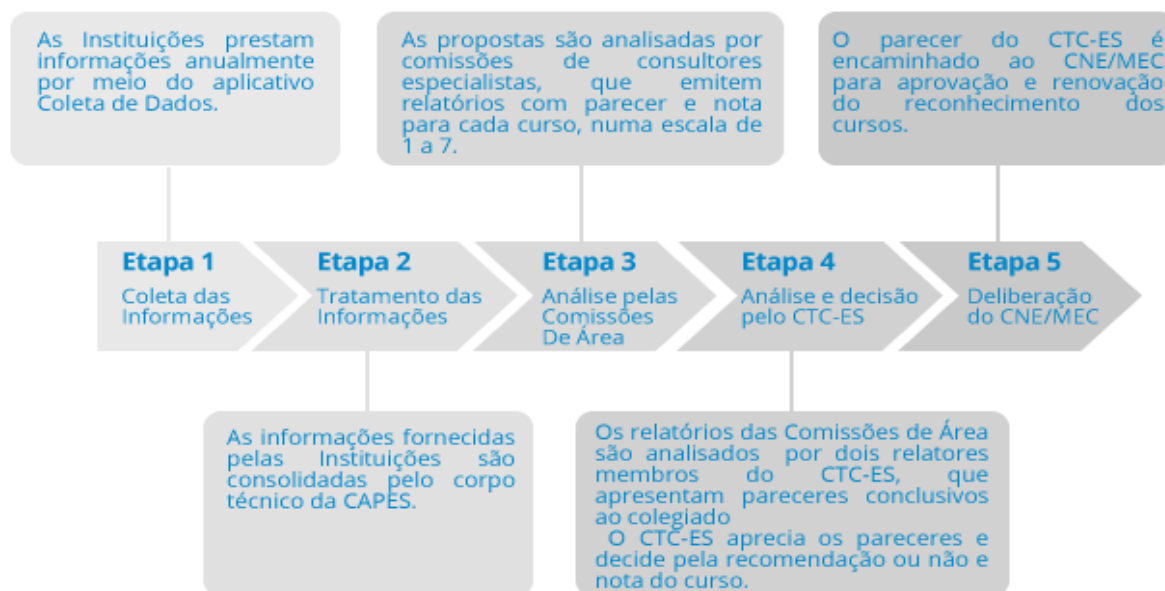 As Instituições prestam
informações anualmente
por meio do aplicativo
Coleta de Dados.
As propostas são analisadas por
comissões de consultores
especialistas, que emitem
relatórios com parecer e nota
para cada curso, numa escala de
1 a 7.
O parecer do CTC-ES é
encaminhado ao CNE/MEC
para aprovação e renovação
do reconhecimento dos
cursos.
Etapa 1
Coleta das
Informações
Etapa 2
Tratamento das
Informações
Etapa 3
Análise pelas
Comissões
De Área
Etapa 4
Análise e decisão
pelo CTC-ES
Etapa 5
Deliberação
do CNE/MEC
As informações fornecidas
pelas Instituições são
consolidadas pelo corpo
técnico da CAPES.
Os relatórios das Comissões de Área
são analisados por dois relatores
membros do CTC-ES, que
apresentam pareceres conclusivos
ao colegiado
O CTC-ES aprecia os pareceres e
decide pela recomendação ou não e
nota do curso.